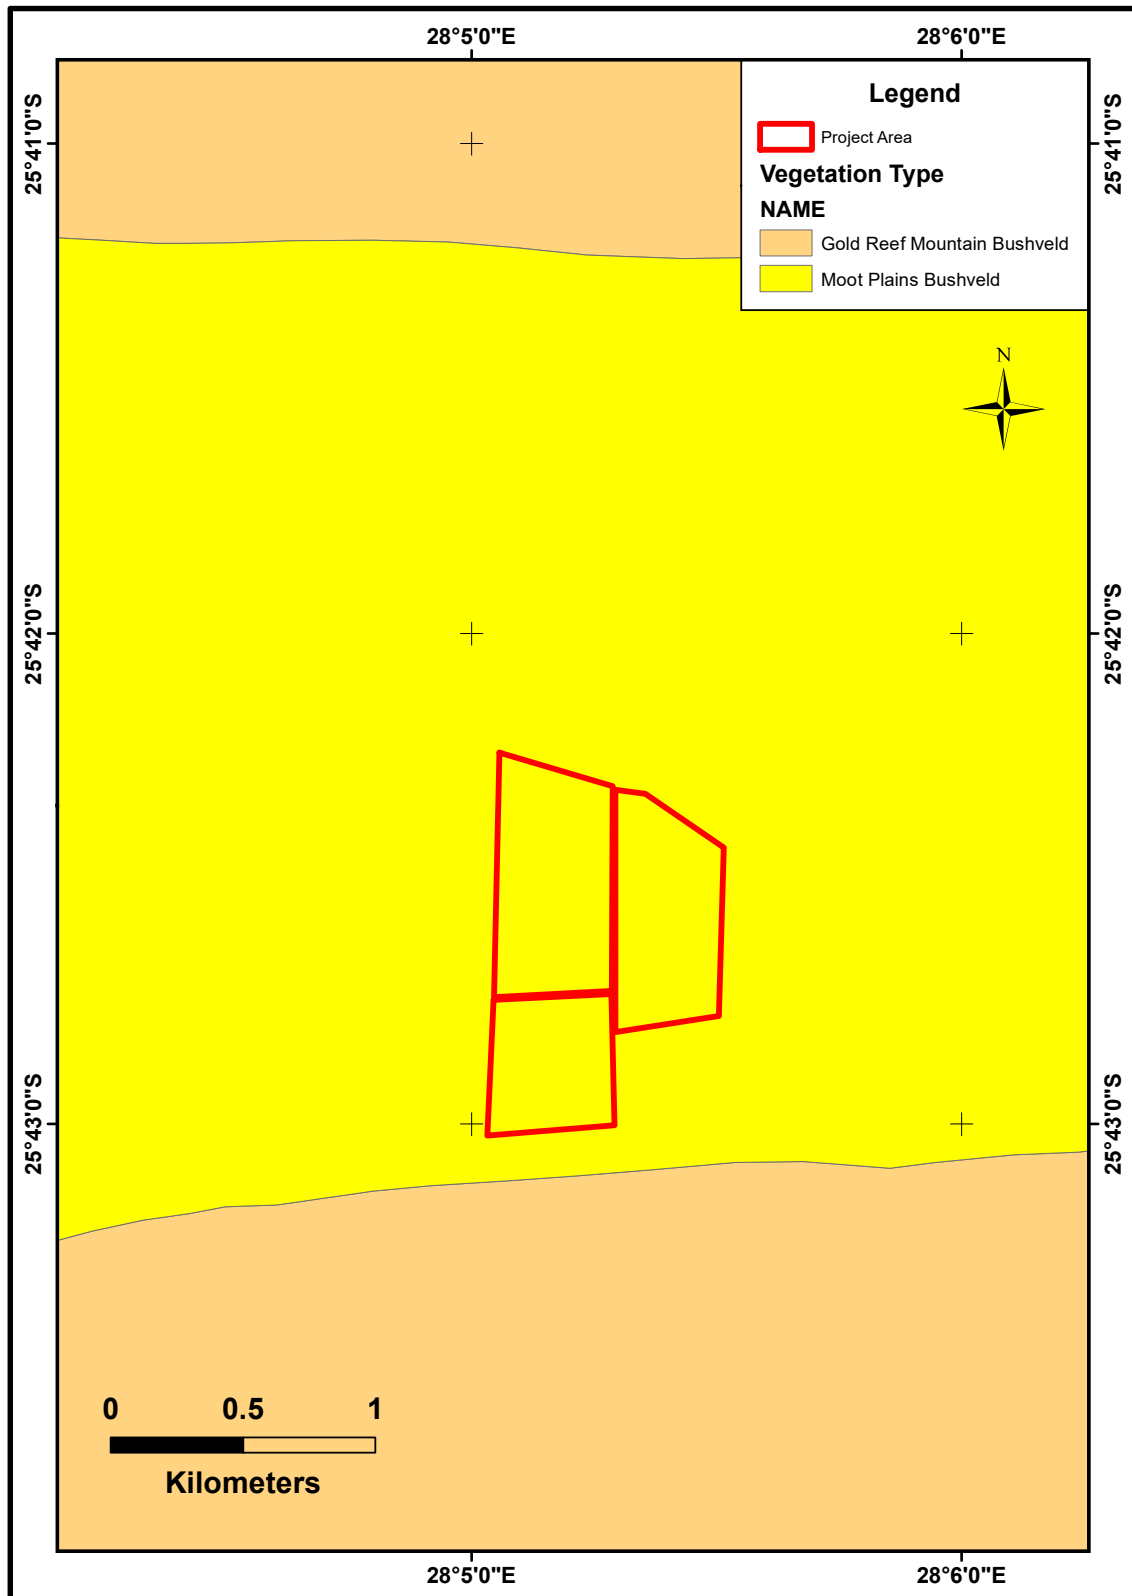 28°5'0"E 28°6'0"E
Legend
Project Area
Vegetation Type
NAME
Gold Reef Mountain Bushveld
Moot Plains Bushveld
N
25°41'0"S 25°41'0"S
25°42'0"S 25°42'0"S
25°43'0"S 25°43'0"S
0 0.5 1
Kilometers
28°5'0"E 28°6'0"E